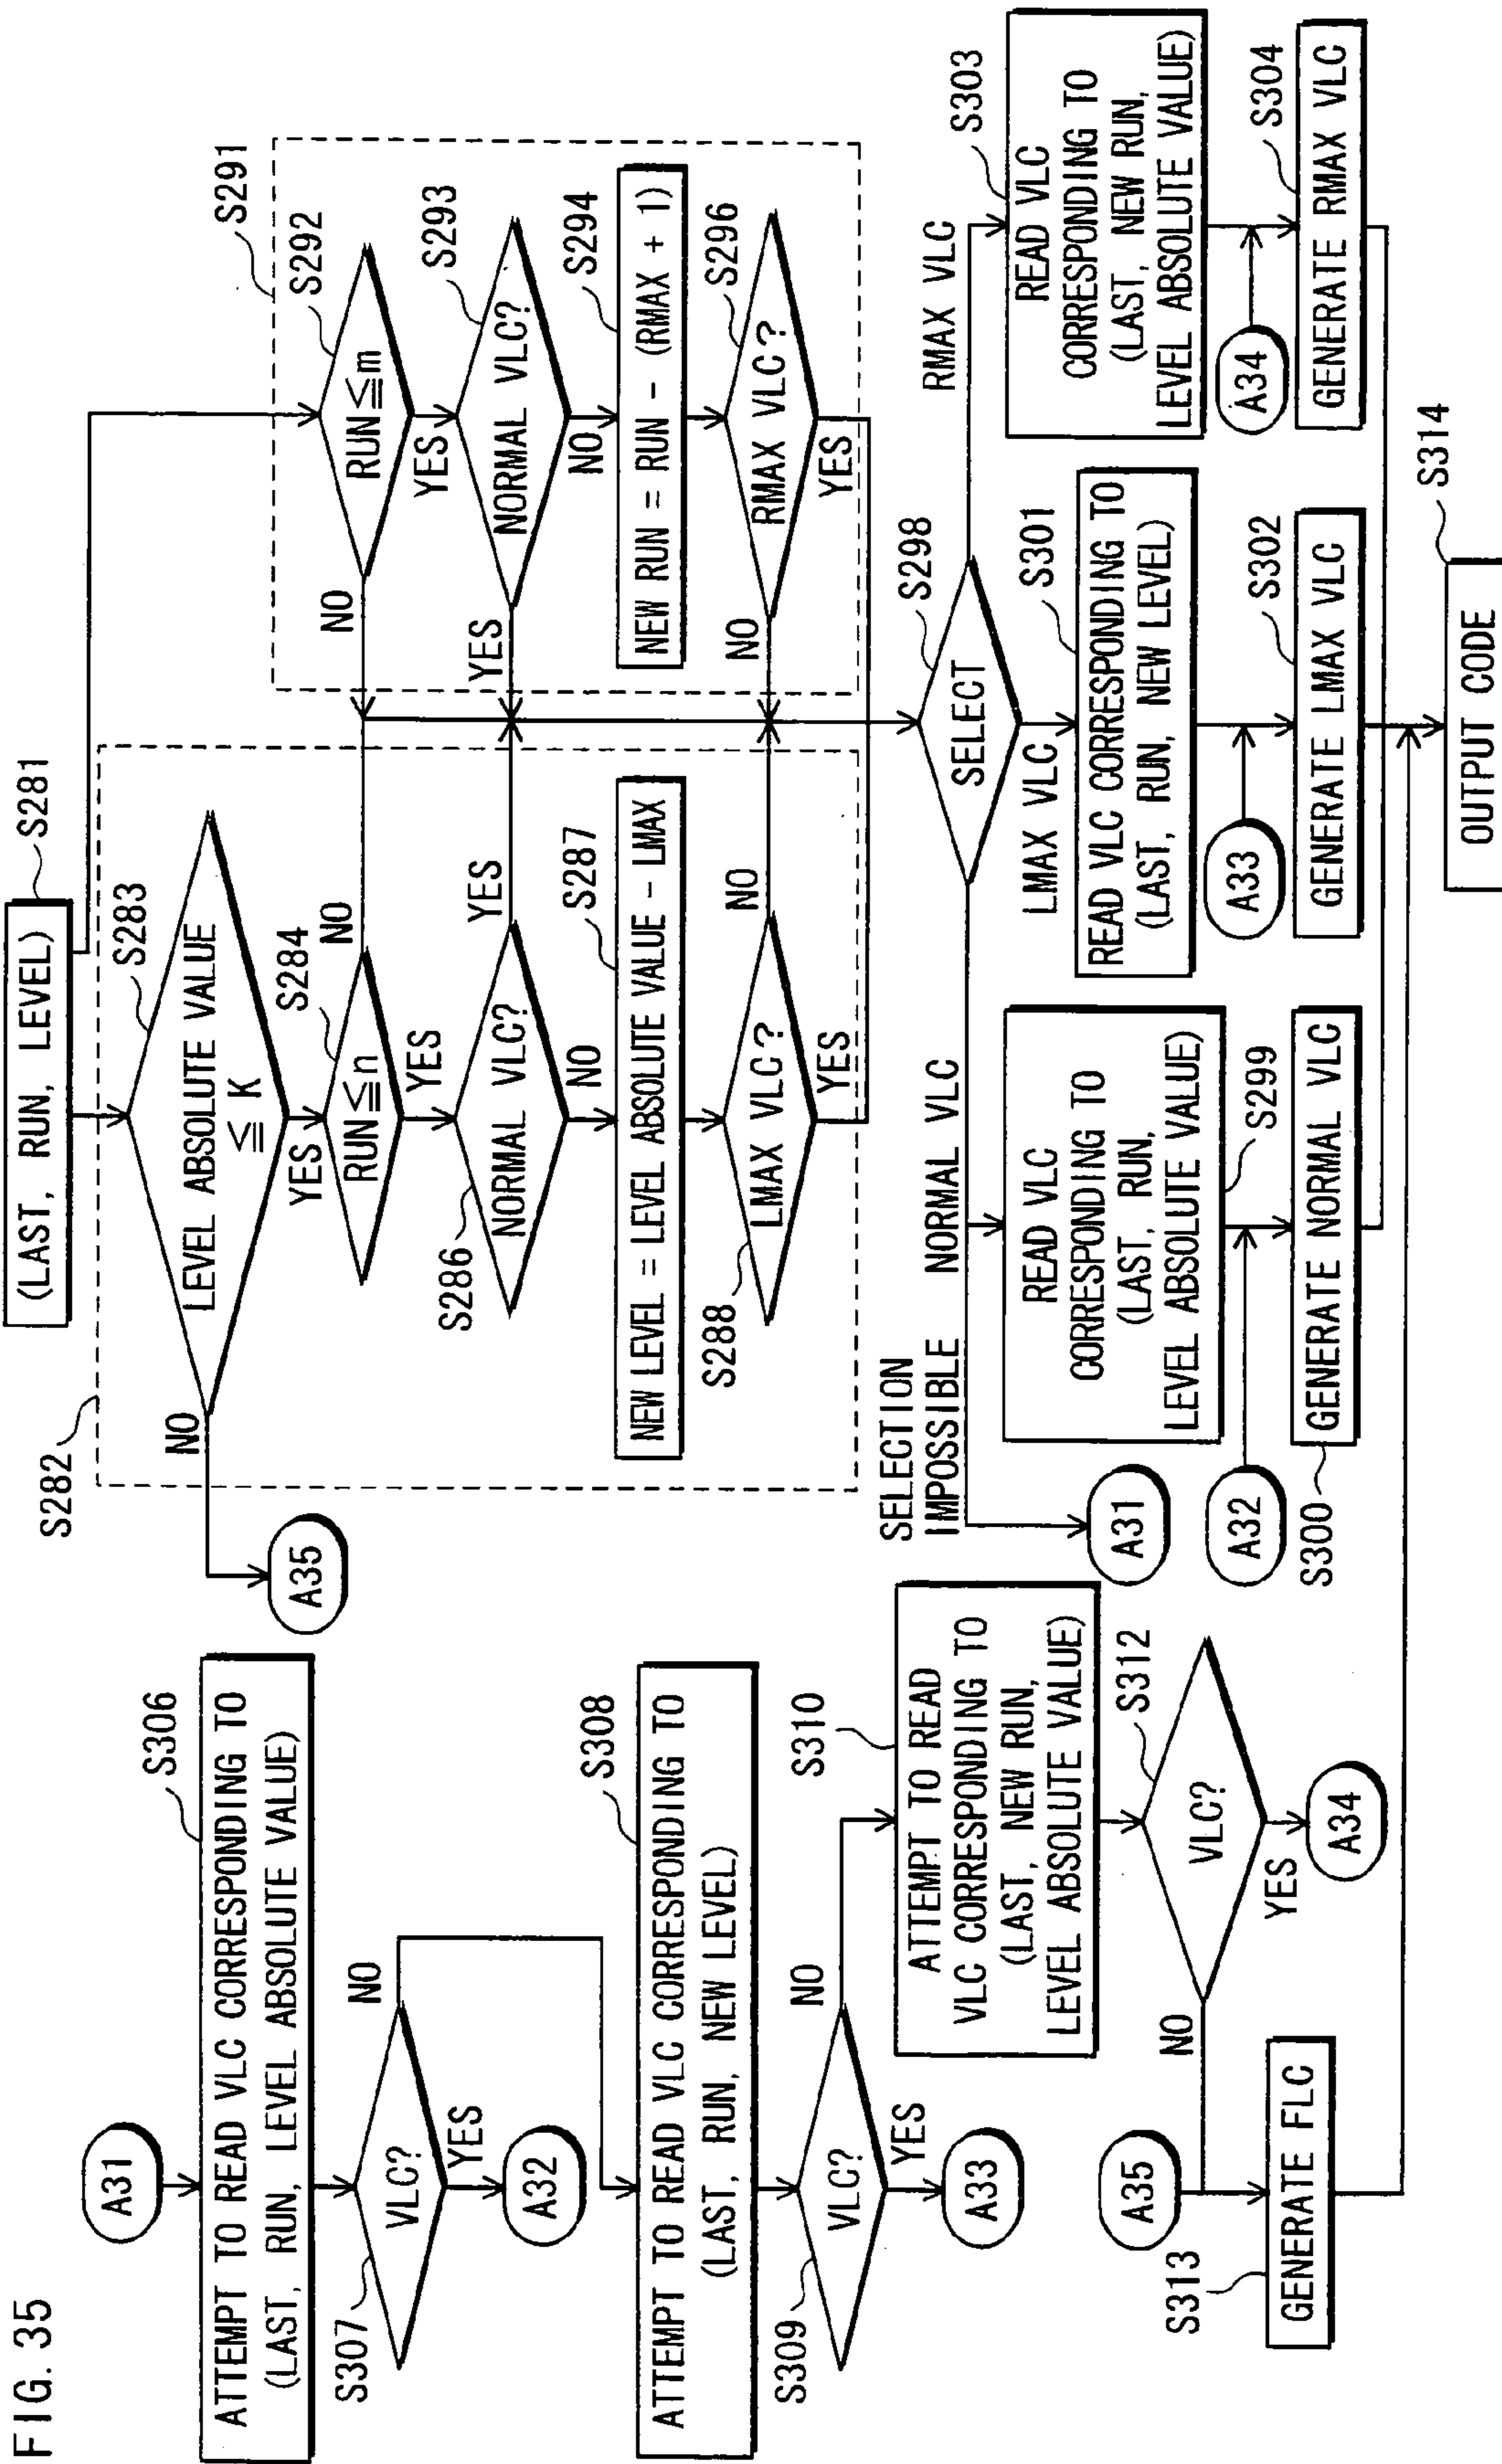 FIG. 35
A31
S306
ATTEMPT TO READ VLC CORRESPONDING TO
(LAST, RUN, LEVEL ABSOLUTE VALUE)
S307
VLC?
NO
YES
A32
S308
ATTEMPT TO READ VLC CORRESPONDING TO
(LAST, RUN, NEW LEVEL)
S309
VLC?
NO
YES
A33
S310
ATTEMPT TO READ
VLC CORRESPONDING TO
(LAST, NEW RUN,
LEVEL ABSOLUTE VALUE)
S312
VLC?
NO
YES
A34
A35
S313
GENERATE FLC
S281
(LAST, RUN, LEVEL)
S282
S283
LEVEL ABSOLUTE VALUE
≦ K
NO
A35
YES
S284
RUN ≦ n
NO
YES
S286
NORMAL VLC?
YES
NO
S287
NEW LEVEL = LEVEL ABSOLUTE VALUE - LMAX
S288
LMAX VLC?
NO
YES
S291
S292
RUN ≦ m
NO
YES
S293
NORMAL VLC?
YES
NO
S294
NEW RUN = RUN - (RMAX + 1)
S296
RMAX VLC?
NO
YES
S298
SELECT
SELECTION
IMPOSSIBLE
NORMAL VLC
LMAX VLC
RMAX VLC
A31
READ VLC
CORRESPONDING TO
(LAST, RUN,
LEVEL ABSOLUTE VALUE)
S299
A32
S300
GENERATE NORMAL VLC
S301
READ VLC CORRESPONDING TO
(LAST, RUN, NEW LEVEL)
A33
S302
GENERATE LMAX VLC
S303
READ VLC
CORRESPONDING TO
(LAST, NEW RUN,
LEVEL ABSOLUTE VALUE)
A34
S304
GENERATE RMAX VLC
S314
OUTPUT CODE